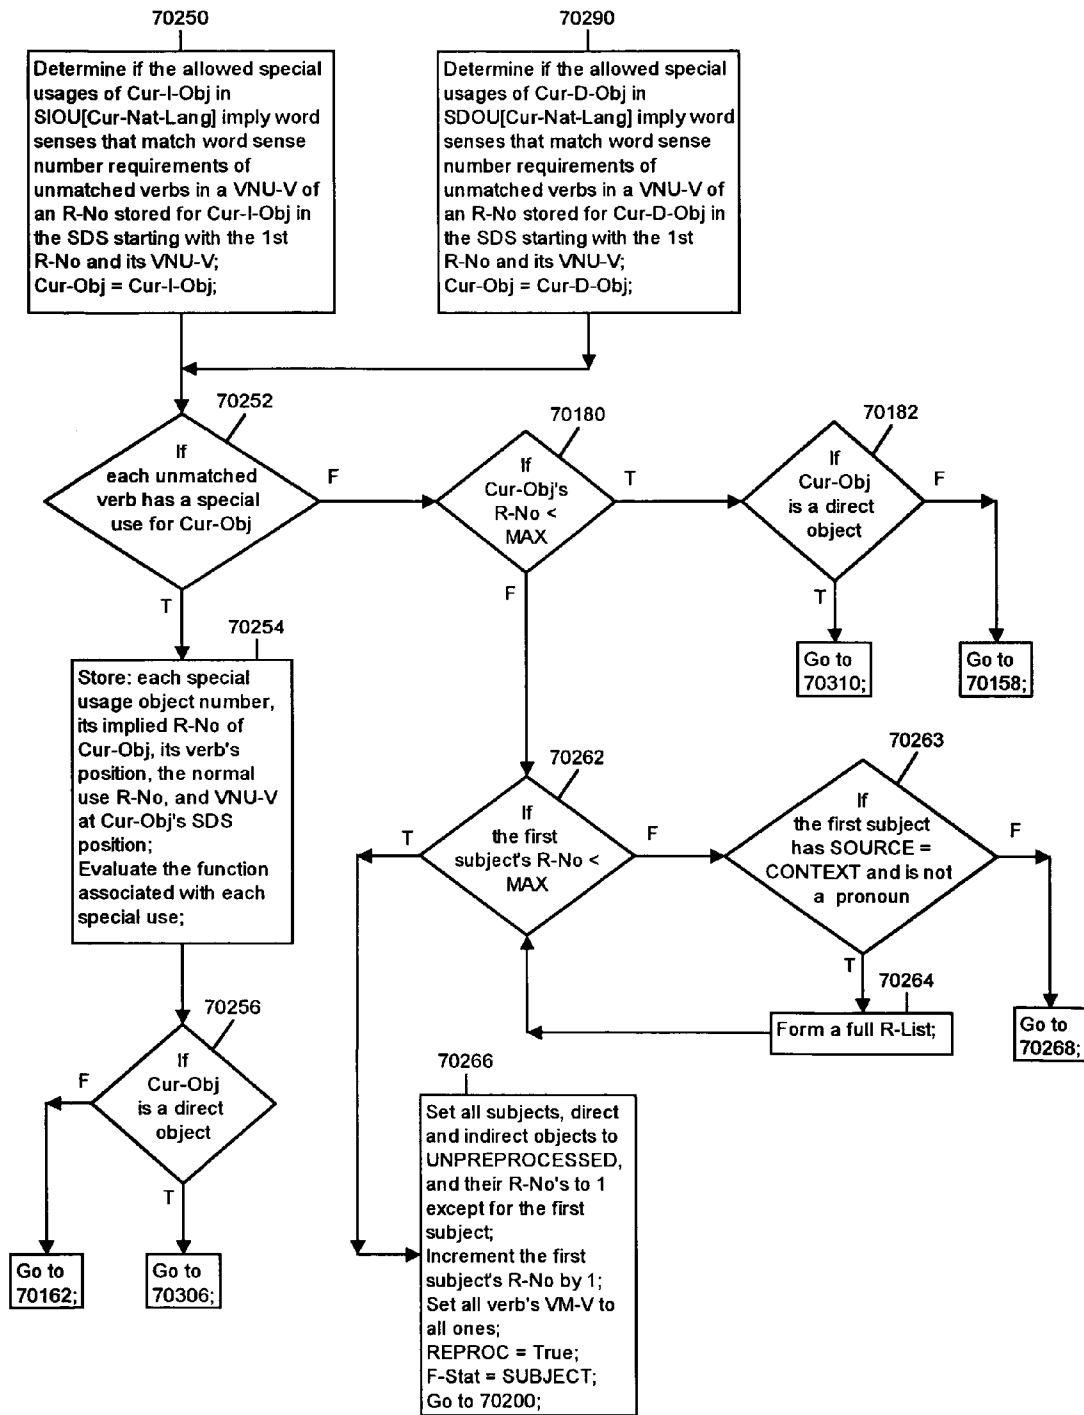 70250
Determine if the allowed special
usages of Cur-I-Obj in
SIOU[Cur-Nat-Lang] imply word
senses that match word sense
number requirements of
unmatched verbs in a VNU-V of
an R-No stored for Cur-I-Obj in
the SDS starting with the 1st
R-No and its VNU-V;
Cur-Obj = Cur-I-Obj;
70290
Determine if the allowed special
usages of Cur-D-Obj in
SDOU[Cur-Nat-Lang] imply word
senses that match word sense
number requirements of
unmatched verbs in a VNU-V of
an R-No stored for Cur-D-Obj in
the SDS starting with the 1st
R-No and its VNU-V;
Cur-Obj = Cur-D-Obj;
70252
If
each unmatched
verb has a special
use for Cur-Obj
F
T
70180
If
Cur-Obj's
R-No <
MAX
T
F
70182
If
Cur-Obj
is a direct
object
F
T
Go to
70310;
Go to
70158;
70254
Store: each special
usage object number,
its implied R-No of
Cur-Obj, its verb's
position, the normal
use R-No, and VNU-V
at Cur-Obj's SDS
position;
Evaluate the function
associated with each
special use;
70262
If
the first
subject's R-No <
MAX
T
F
70263
If
the first subject
has SOURCE =
CONTEXT and is not
a pronoun
F
T
70264
Form a full R-List;
Go to
70268;
70256
If
Cur-Obj
is a direct
object
F
T
Go to
70162;
Go to
70306;
70266
Set all subjects, direct
and indirect objects to
UNPREPROCESSED,
and their R-No's to 1
except for the first
subject;
Increment the first
subject's R-No by 1;
Set all verb's VM-V to
all ones;
REPROC = True;
F-Stat = SUBJECT;
Go to 70200;